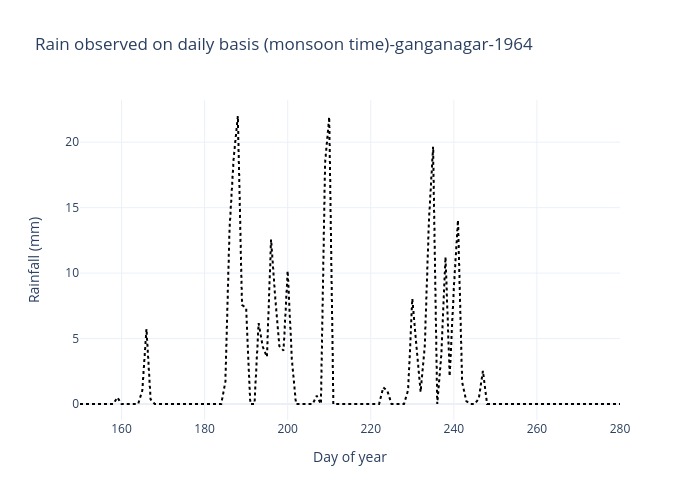 Rain observed on daily basis (monsoon time)-ganganagar-1964
Rainfall (mm)
20
15
10
5
0
160 180 200 220 240 260 280
Day of year